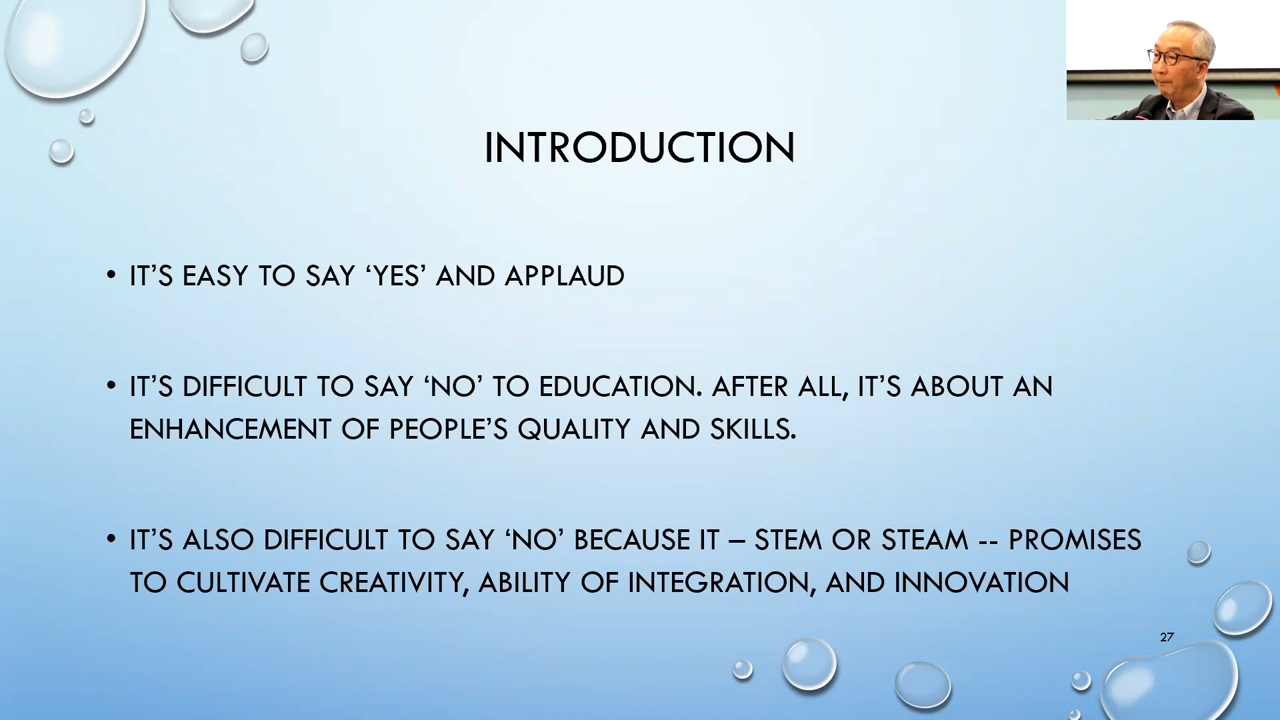 INTRODUCTION
• IT’S EASY TO SAY ‘YES’ AND APPLAUD
• IT’S DIFFICULT TO SAY ‘NO’ TO EDUCATION. AFTER ALL, IT’S ABOUT AN
ENHANCEMENT OF PEOPLE’S QUALITY AND SKILLS.
• IT’S ALSO DIFFICULT TO SAY ‘NO’ BECAUSE IT – STEM OR STEAM -- PROMISES
TO CULTIVATE CREATIVITY, ABILITY OF INTEGRATION, AND INNOVATION
27